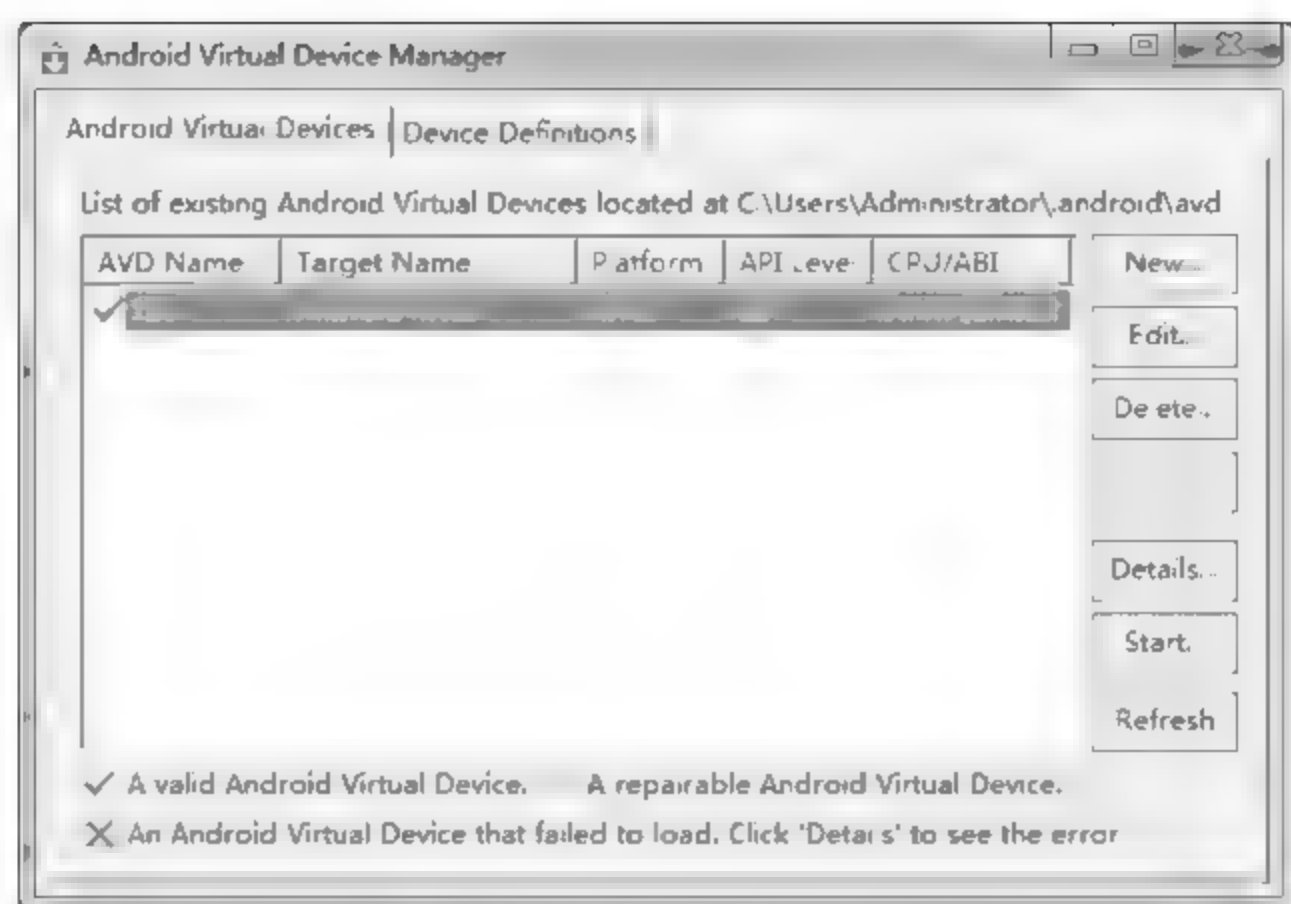 Android Virtual Device Manager
Android Virtual Devices Device Definitions
List of existing Android Virtual Devices located at C:\Users\Administrator\.android\avd
AVD Name Target Name Platform API Level CPU/ABI
New...
Edit...
Delete...
Details...
Start...
Refresh
✓ A valid Android Virtual Device. A repairable Android Virtual Device.
X An Android Virtual Device that failed to load. Click 'Details' to see the error